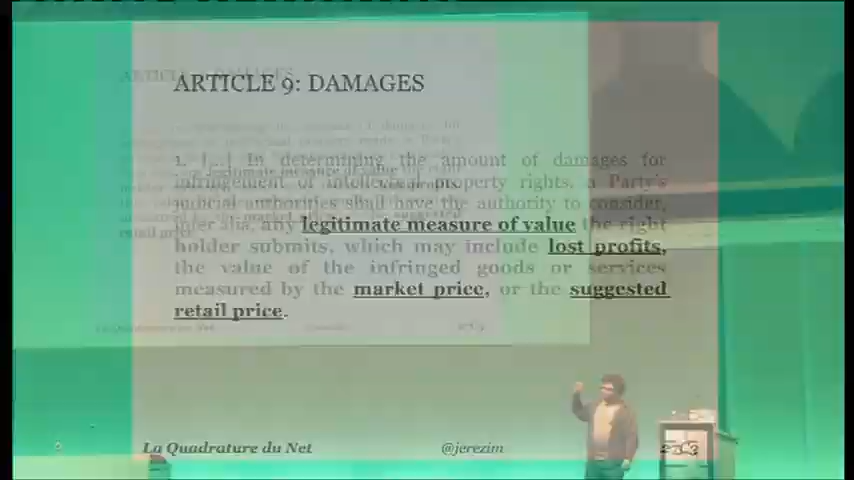 ARTICLE 9: DAMAGES
1. [...] In determining the amount of damages for
infringement of intellectual property rights, a Party's
judicial authorities shall have the authority to consider,
inter alia, any legitimate measure of value the right
holder submits, which may include lost profits,
the value of the infringed goods or services
measured by the market price, or the suggested
retail price.
La Quadrature du Net @jerezim